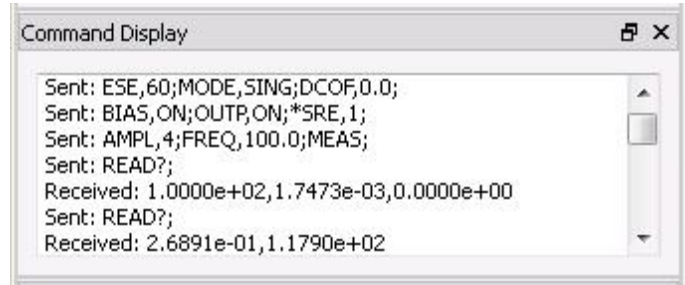 Command Display
Sent: ESE,60;MODE,SING;DCOF,0.0;
Sent: BIAS,ON;OUTP,ON;*SRE,1;
Sent: AMPL,4;FREQ,100.0;MEAS;
Sent: READ?;
Received: 1.0000e+02,1.7473e-03,0.0000e+00
Sent: READ?;
Received: 2.6891e-01,1.1790e+02